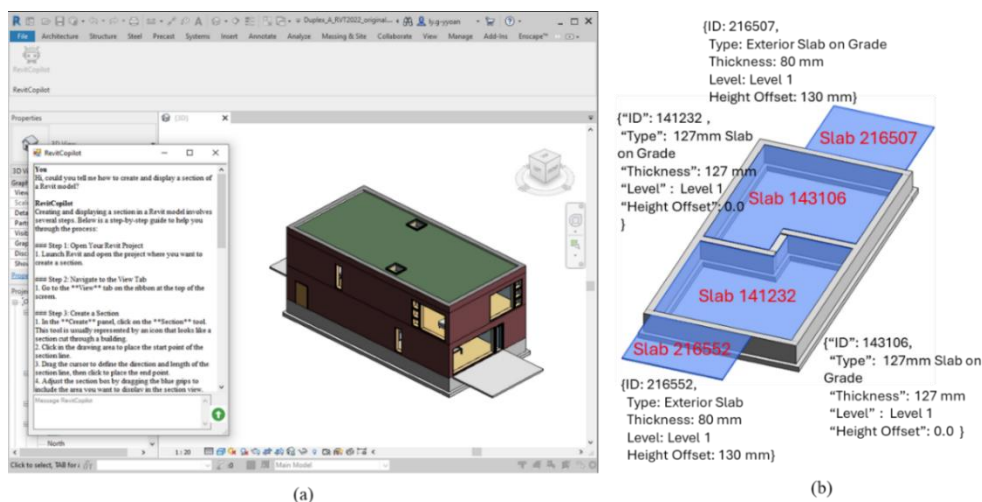 Duplex_A_RVT2022_original...
File Architecture Structure Steel Precast Systems Insert Annotate Analyze Massing & Site Collaborate View Manage Add-Ins Enscape™
RevitCopilot
RevitCopilot
Properties
{3D}
RevitCopilot
You
Hi, could you tell me how to create and display a section of
a Revit model?
RevitCopilot
Creating and displaying a section in a Revit model involves
several steps. Below is a step-by-step guide to help you
through the process:
### Step 1: Open Your Revit Project
1. Launch Revit and open the project where you want to
create a section.
### Step 2: Navigate to the View Tab
1. Go to the **View** tab on the ribbon at the top of the
screen.
### Step 3: Create a Section
1. In the **Create** panel, click on the **Section** tool.
This tool is usually represented by an icon that looks like a
section cut through a building.
2. Click in the drawing area to place the start point of the
section line.
3. Drag the cursor to define the direction and length of the
section line, then click to place the end point.
4. Adjust the section box by dragging the blue grips to
include the area you want to display in the section view.
Message RevitCopilot
North
1 : 20
Click to select, TAB for a
: 0
Main Model
(a)
{ID: 216507,
Type: Exterior Slab on Grade
Thickness: 80 mm
Level: Level 1
Height Offset: 130 mm}
{“ID”: 141232 ,
“Type”: 127mm Slab
on Grade
“Thickness”: 127 mm
“Level” : Level 1
“Height Offset”:0.0
}
Slab 216507
Slab 143106
Slab 141232
Slab 216552
{ID: 216552,
Type: Exterior Slab
Thickness: 80 mm
Level: Level 1
Height Offset: 130 mm}
{“ID”: 143106,
“Type”: 127mm Slab on
Grade
“Thickness”: 127 mm
“Level” : Level 1
“Height Offset”: 0.0 }
(b)